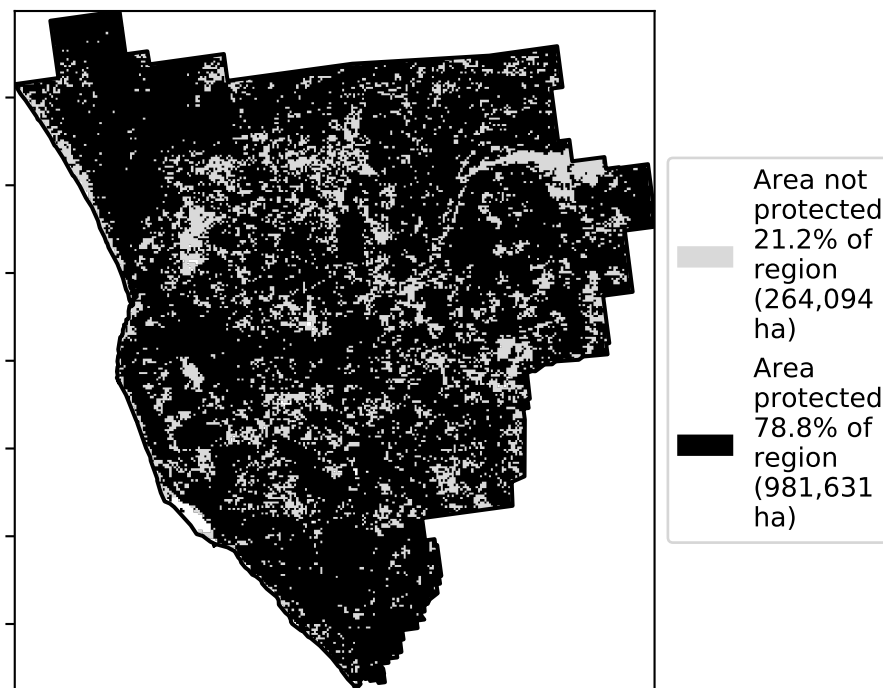 Area not
protected
21.2% of
region
(264,094
ha)
Area
protected
78.8% of
region
(981,631
ha)